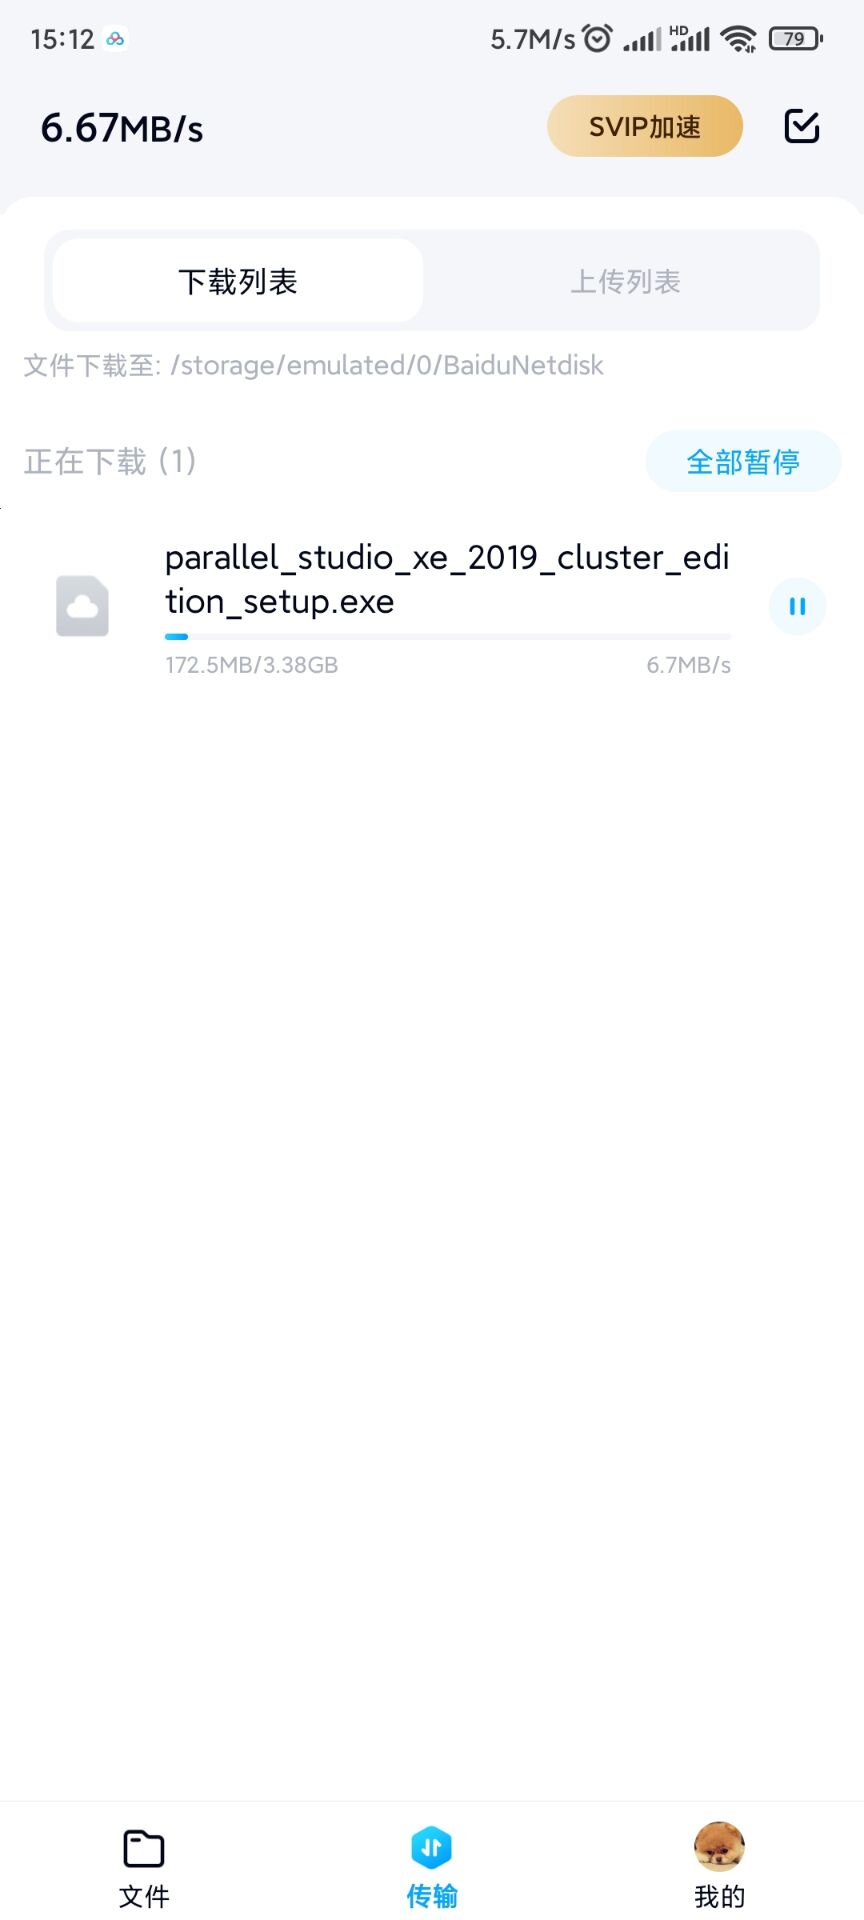 15:12 5.7M/s HD 79
6.67MB/s SVIP加速
下载列表 上传列表
文件下载至: /storage/emulated/0/BaiduNetdisk
正在下载 (1) 全部暂停
parallel_studio_xe_2019_cluster_edi
tion_setup.exe
172.5MB/3.38GB 6.7MB/s
文件 传输 我的